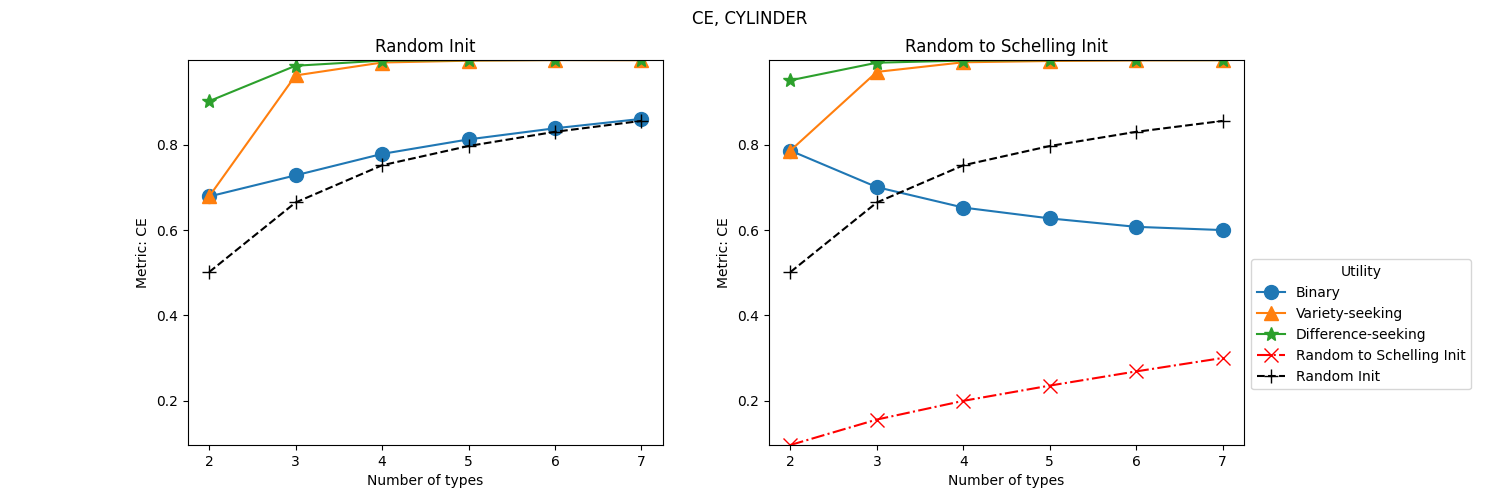 CE, CYLINDER
Random Init
Metric: CE
0.8
0.6
0.4
0.2
2 3 4 5 6 7
Number of types
Random to Schelling Init
Metric: CE
0.8
0.6
0.4
0.2
2 3 4 5 6 7
Number of types
Utility
Binary
Variety-seeking
Difference-seeking
Random to Schelling Init
Random Init